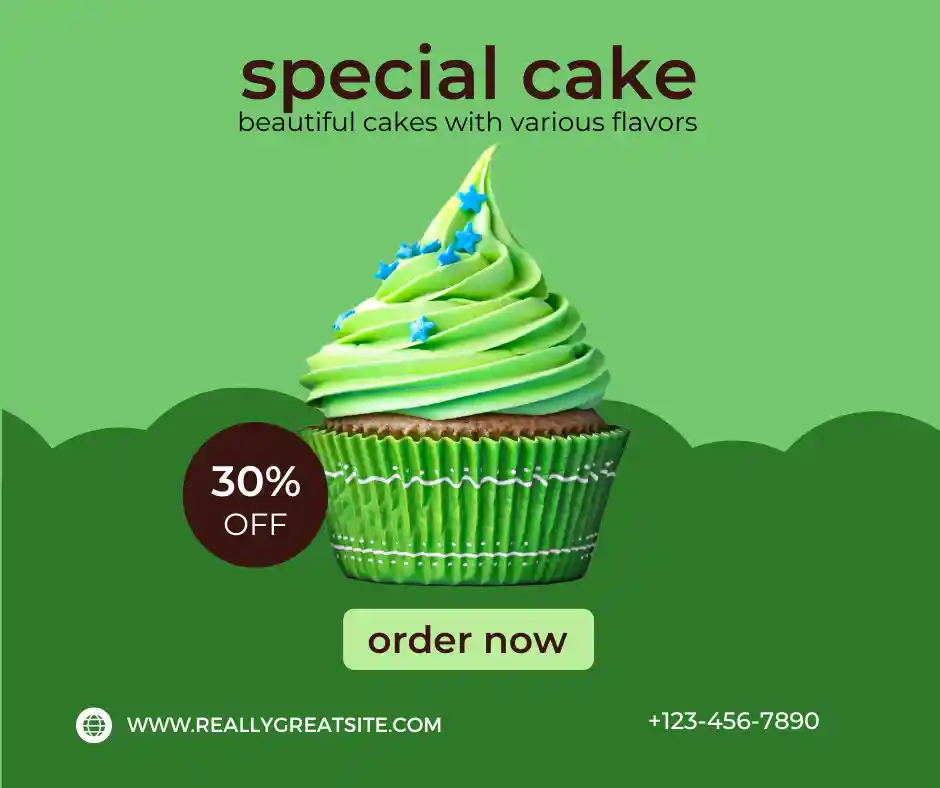 special cake
beautiful cakes with various flavors
30%
OFF
order now
WWW.REALLYGREATSITE.COM
+123-456-7890